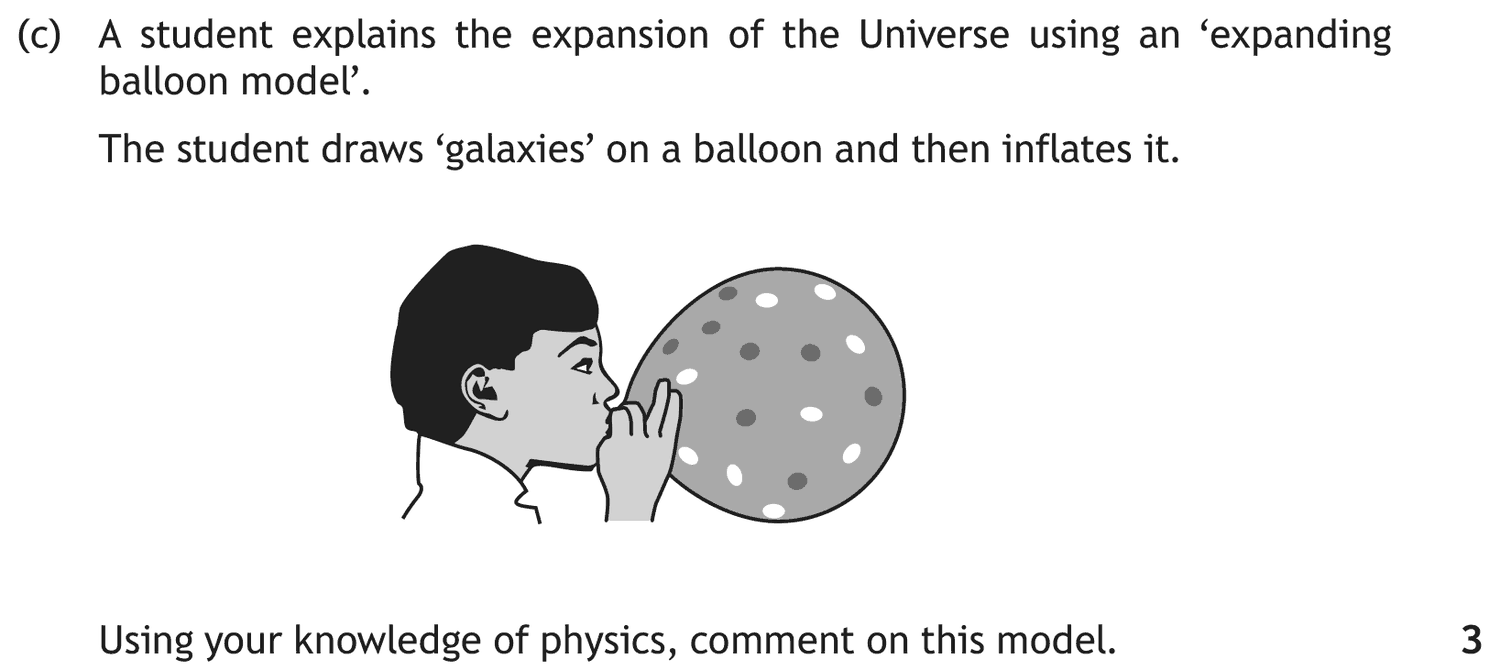 (c) A student explains the expansion of the Universe using an ‘expanding
balloon model’.
The student draws ‘galaxies’ on a balloon and then inflates it.
Using your knowledge of physics, comment on this model. 3